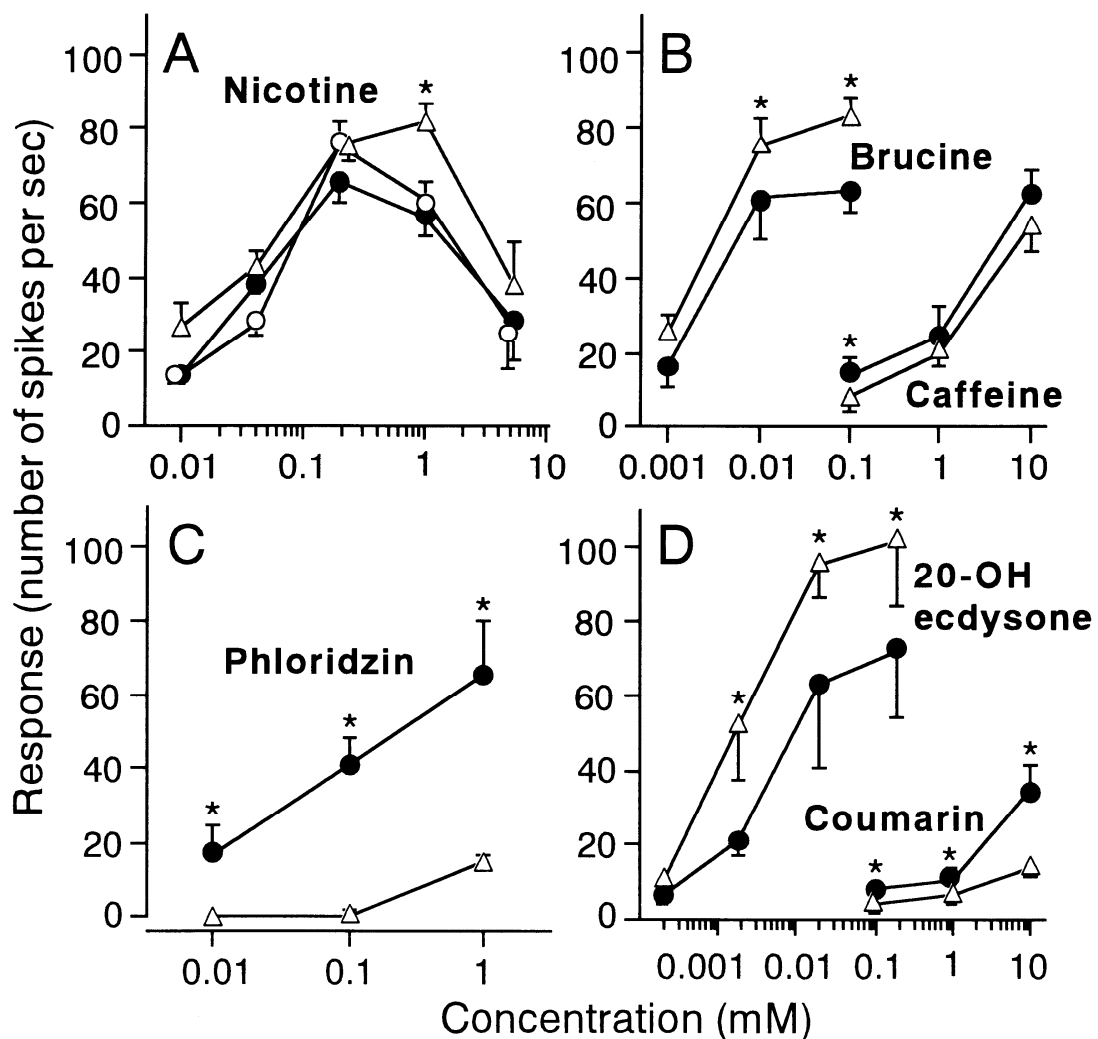 Response (number of spikes per sec)
A
Nicotine
*
100
80
60
40
20
0
0.01 0.1 1 10
B
* *
Brucine
*
Caffeine
100
80
60
40
20
0
0.001 0.01 0.1 1 10
C
Phloridzin
* * *
100
80
60
40
20
0
0.01 0.1 1
D
* * *
20-OH
ecdysone
Coumarin
* * *
100
80
60
40
20
0
0.001 0.01 0.1 1 10
Concentration (mM)